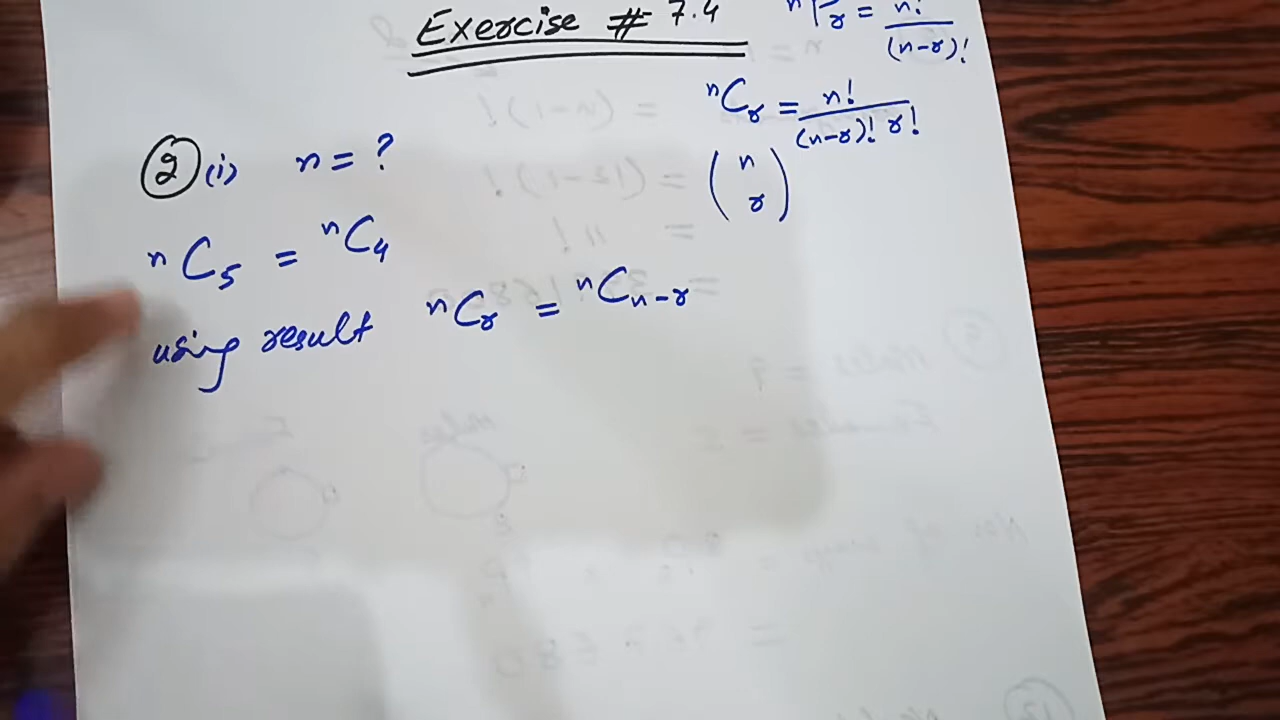 Exercise # 7.4
ⁿPᵣ = n! / (n-r)!
ⁿCᵣ = n! / (n-r)! r!
(n r)
② (i) n = ?
ⁿC₅ = ⁿC₄
using result ⁿCᵣ = ⁿCₙ₋ᵣ